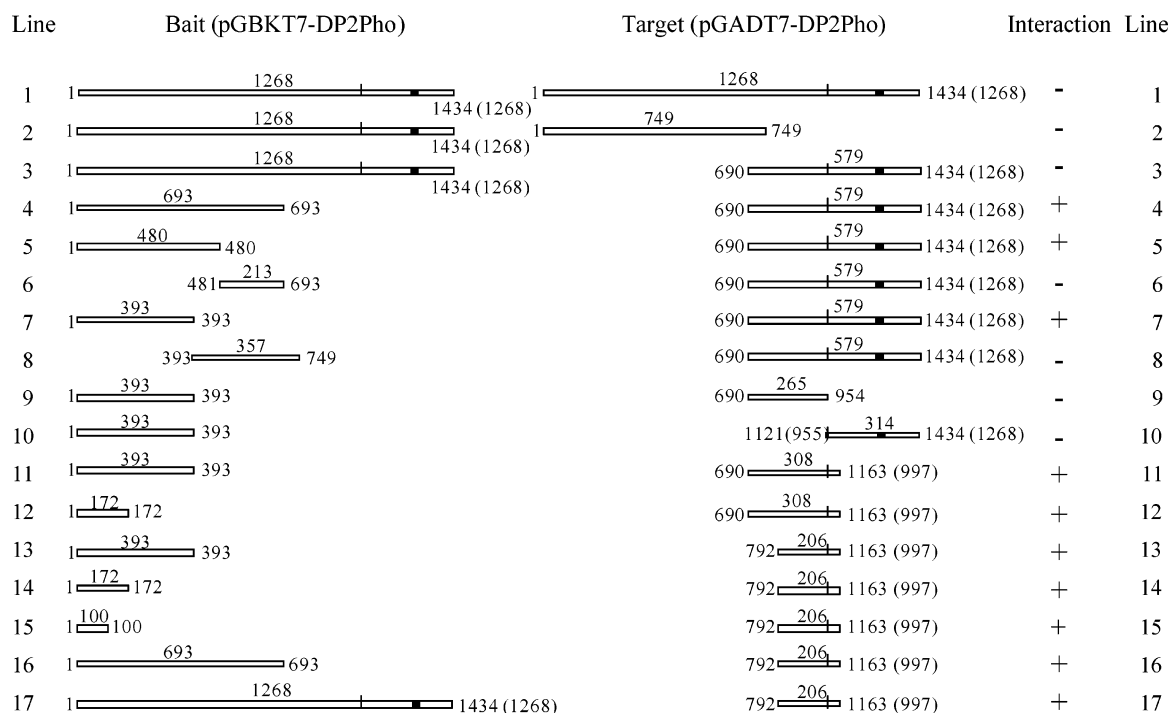 Line Bait (pGBKT7-DP2Pho) Target (pGADT7-DP2Pho) Interaction Line
1 1 1268 1434 (1268) 1 1268 1434 (1268) - 1
2 1 1268 1434 (1268) 1 749 749 - 2
3 1 1268 1434 (1268) 690 579 1434 (1268) - 3
4 1 693 693 690 579 1434 (1268) + 4
5 1 480 480 690 579 1434 (1268) + 5
6 481 213 693 690 579 1434 (1268) - 6
7 1 393 393 690 579 1434 (1268) + 7
8 393 357 749 690 579 1434 (1268) - 8
9 1 393 393 690 265 954 - 9
10 1 393 393 1121(955) 314 1434 (1268) - 10
11 1 393 393 690 308 1163 (997) + 11
12 1 172 172 690 308 1163 (997) + 12
13 1 393 393 792 206 1163 (997) + 13
14 1 172 172 792 206 1163 (997) + 14
15 1 100 100 792 206 1163 (997) + 15
16 1 693 693 792 206 1163 (997) + 16
17 1 1268 1434 (1268) 792 206 1163 (997) + 17